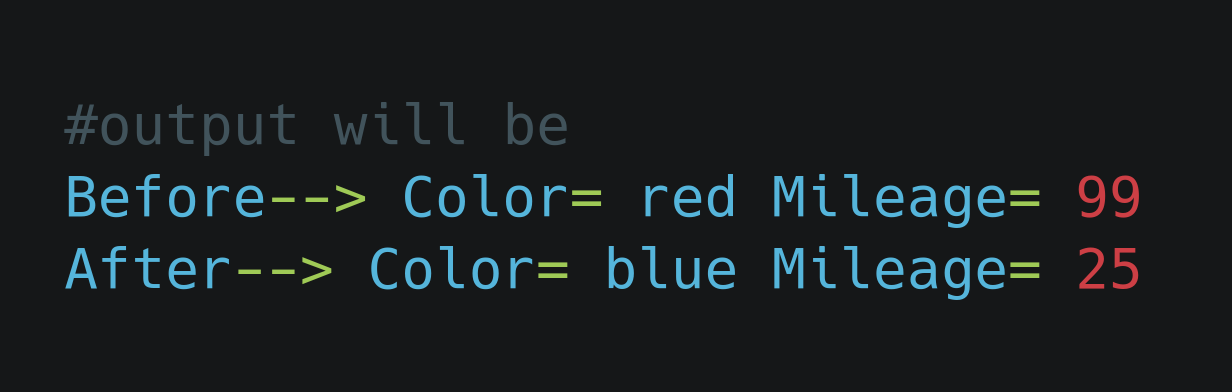 #output will be
Before--> Color= red Mileage= 99
After--> Color= blue Mileage= 25